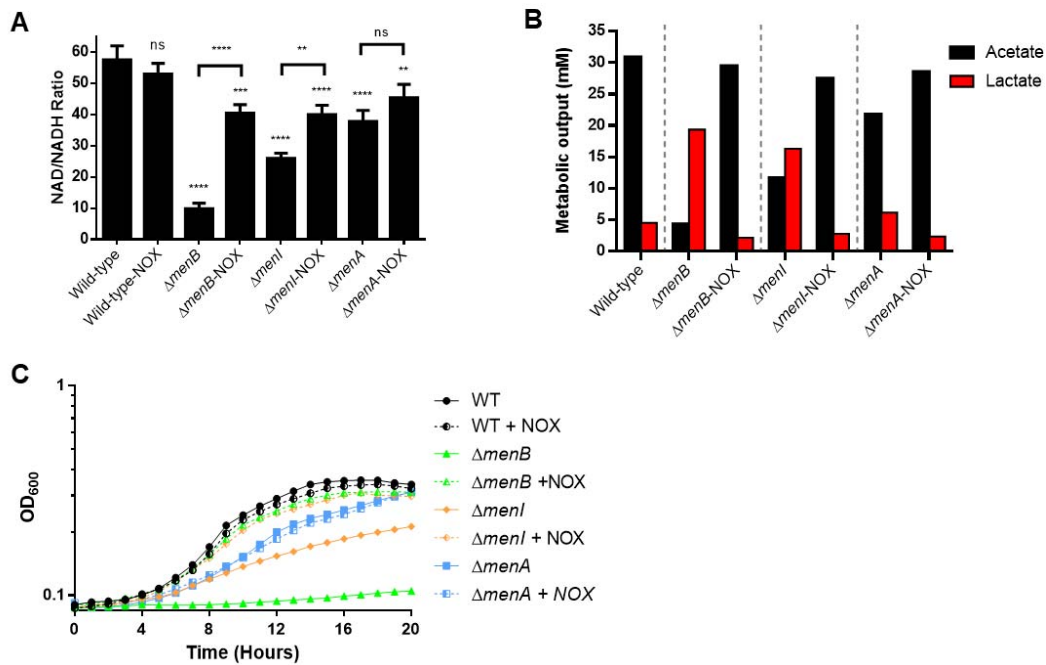 A
NAD/NADH Ratio
60
50
40
30
20
10
0
ns
****
****
***
**
****
****
ns
****
**
Wild-type
Wild-type-NOX
ΔmenB
ΔmenB-NOX
ΔmenI
ΔmenI-NOX
ΔmenA
ΔmenA-NOX
B
Metabolic output (mM)
35
30
25
20
15
10
5
0
Acetate
Lactate
Wild-type
ΔmenB
ΔmenB-NOX
ΔmenI
ΔmenI-NOX
ΔmenA
ΔmenA-NOX
C
OD600
1
0.1
0 4 8 12 16 20
Time (Hours)
WT
WT + NOX
ΔmenB
ΔmenB +NOX
ΔmenI
ΔmenI + NOX
ΔmenA
ΔmenA + NOX